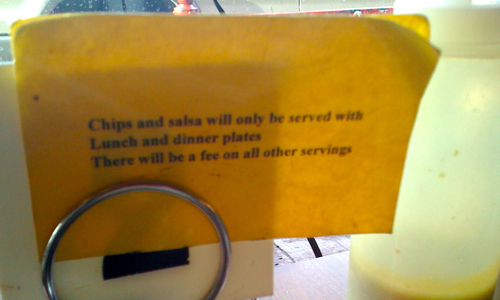 Chips and salsa will only be served with
Lunch and dinner plates
There will be a fee on all other servings